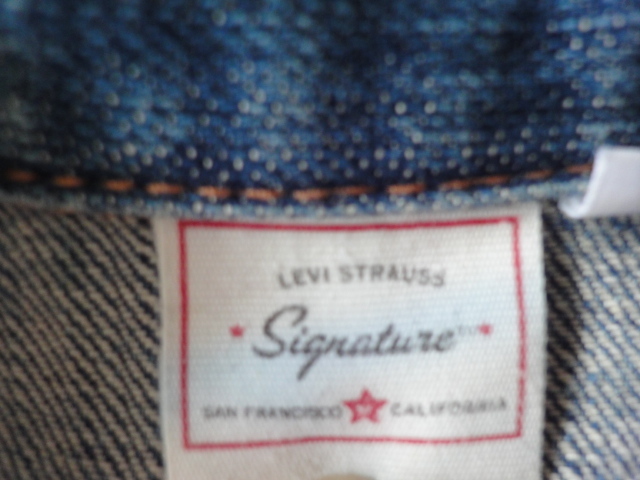 LEVI STRAUSS
Signature™
SAN FRANCISCO CALIFORNIA